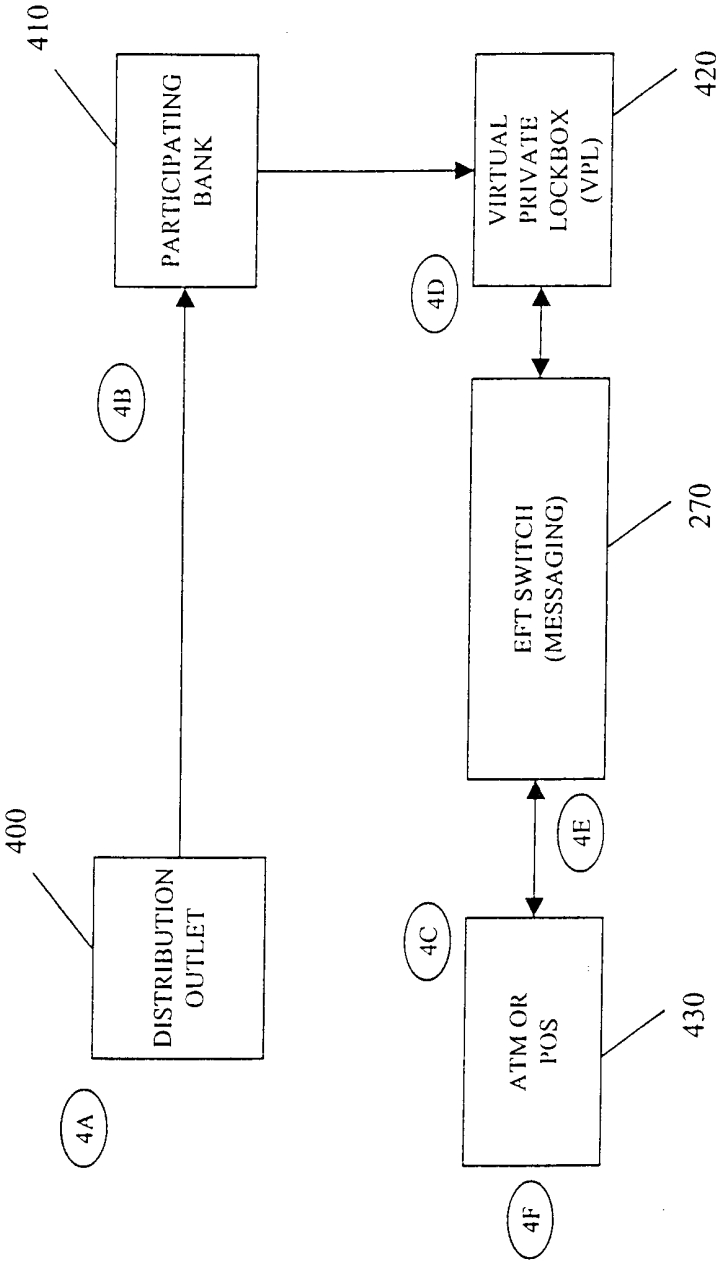 400
410
4A
DISTRIBUTION
OUTLET
4B
PARTICIPATING
BANK
4C
4E
4D
4F
ATM OR
POS
EFT SWITCH
(MESSAGING)
VIRTUAL
PRIVATE
LOCKBOX
(VPL)
430
270
420